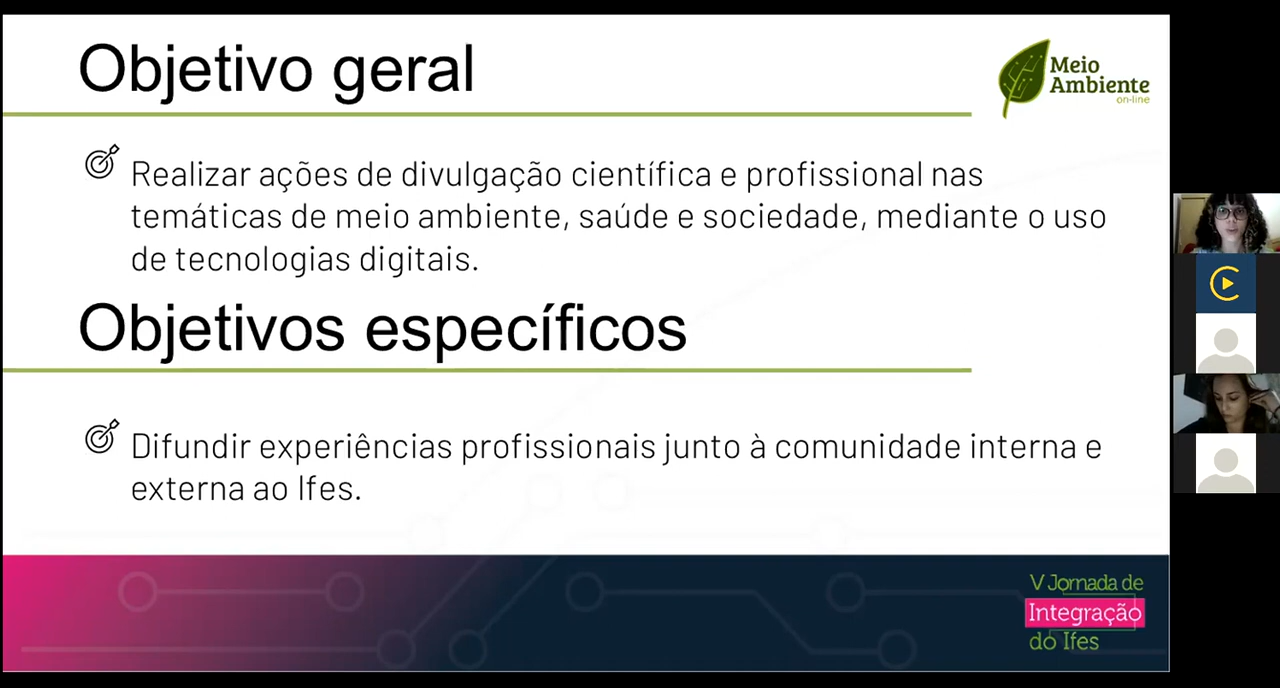 Objetivo geral
Meio
Ambiente
on-line
Realizar ações de divulgação científica e profissional nas
temáticas de meio ambiente, saúde e sociedade, mediante o uso
de tecnologias digitais.
Objetivos específicos
Difundir experiências profissionais junto à comunidade interna e
externa ao Ifes.
V Jornada de
Integração
do Ifes